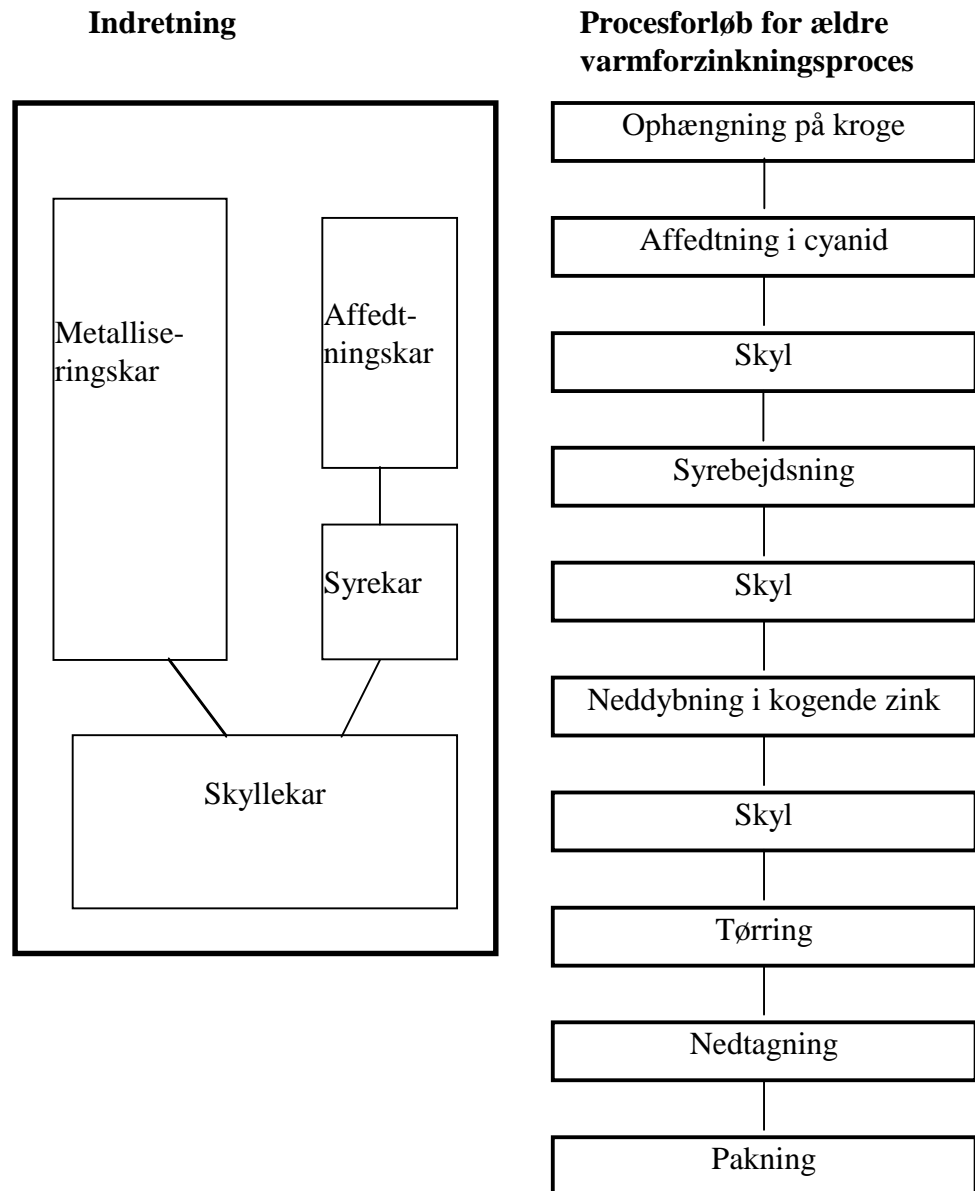 Indretning
Procesforløb for ældre
varmforzinkningsproces
Metallise-
ringskar
Affedt-
ningskar
Syrekar
Skyllekar
Ophængning på kroge
Affedtning i cyanid
Skyl
Syrebejdsning
Skyl
Neddybning i kogende zink
Skyl
Tørring
Nedtagning
Pakning